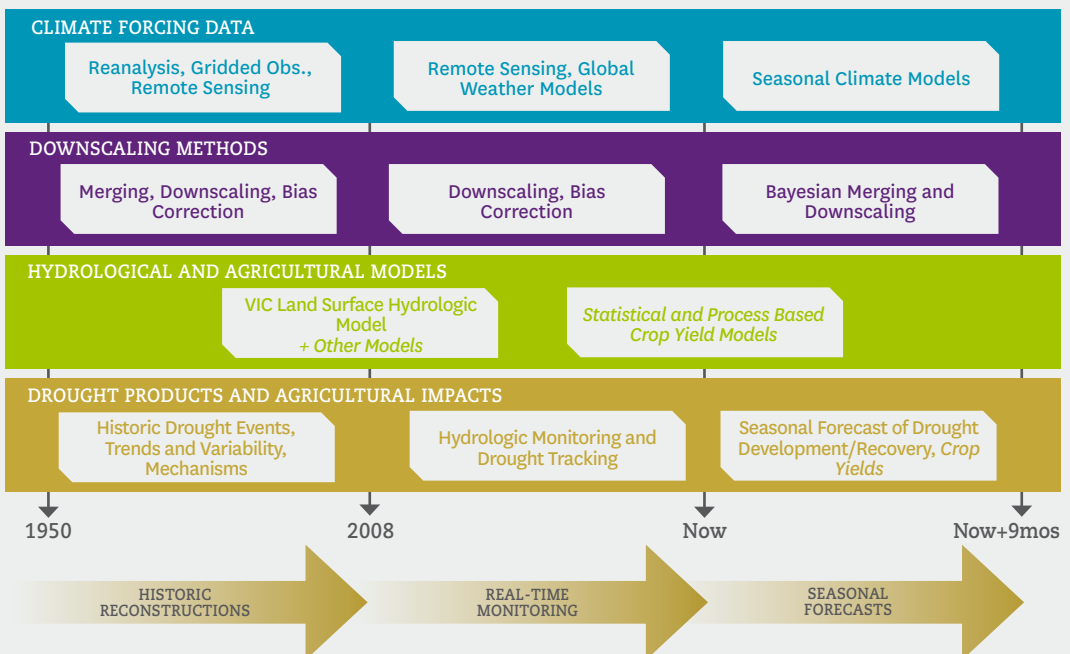 CLIMATE FORCING DATA
Reanalysis, Gridded Obs.,
Remote Sensing
Remote Sensing, Global
Weather Models
Seasonal Climate Models
DOWNSCALING METHODS
Merging, Downscaling, Bias
Correction
Downscaling, Bias
Correction
Bayesian Merging and
Downscaling
HYDROLOGICAL AND AGRICULTURAL MODELS
VIC Land Surface Hydrologic
Model
+ Other Models
Statistical and Process Based
Crop Yield Models
DROUGHT PRODUCTS AND AGRICULTURAL IMPACTS
Historic Drought Events,
Trends and Variability,
Mechanisms
Hydrologic Monitoring and
Drought Tracking
Seasonal Forecast of Drought
Development/Recovery, Crop
Yields
1950
2008
Now
Now+9mos
HISTORIC
RECONSTRUCTIONS
REAL-TIME
MONITORING
SEASONAL
FORECASTS